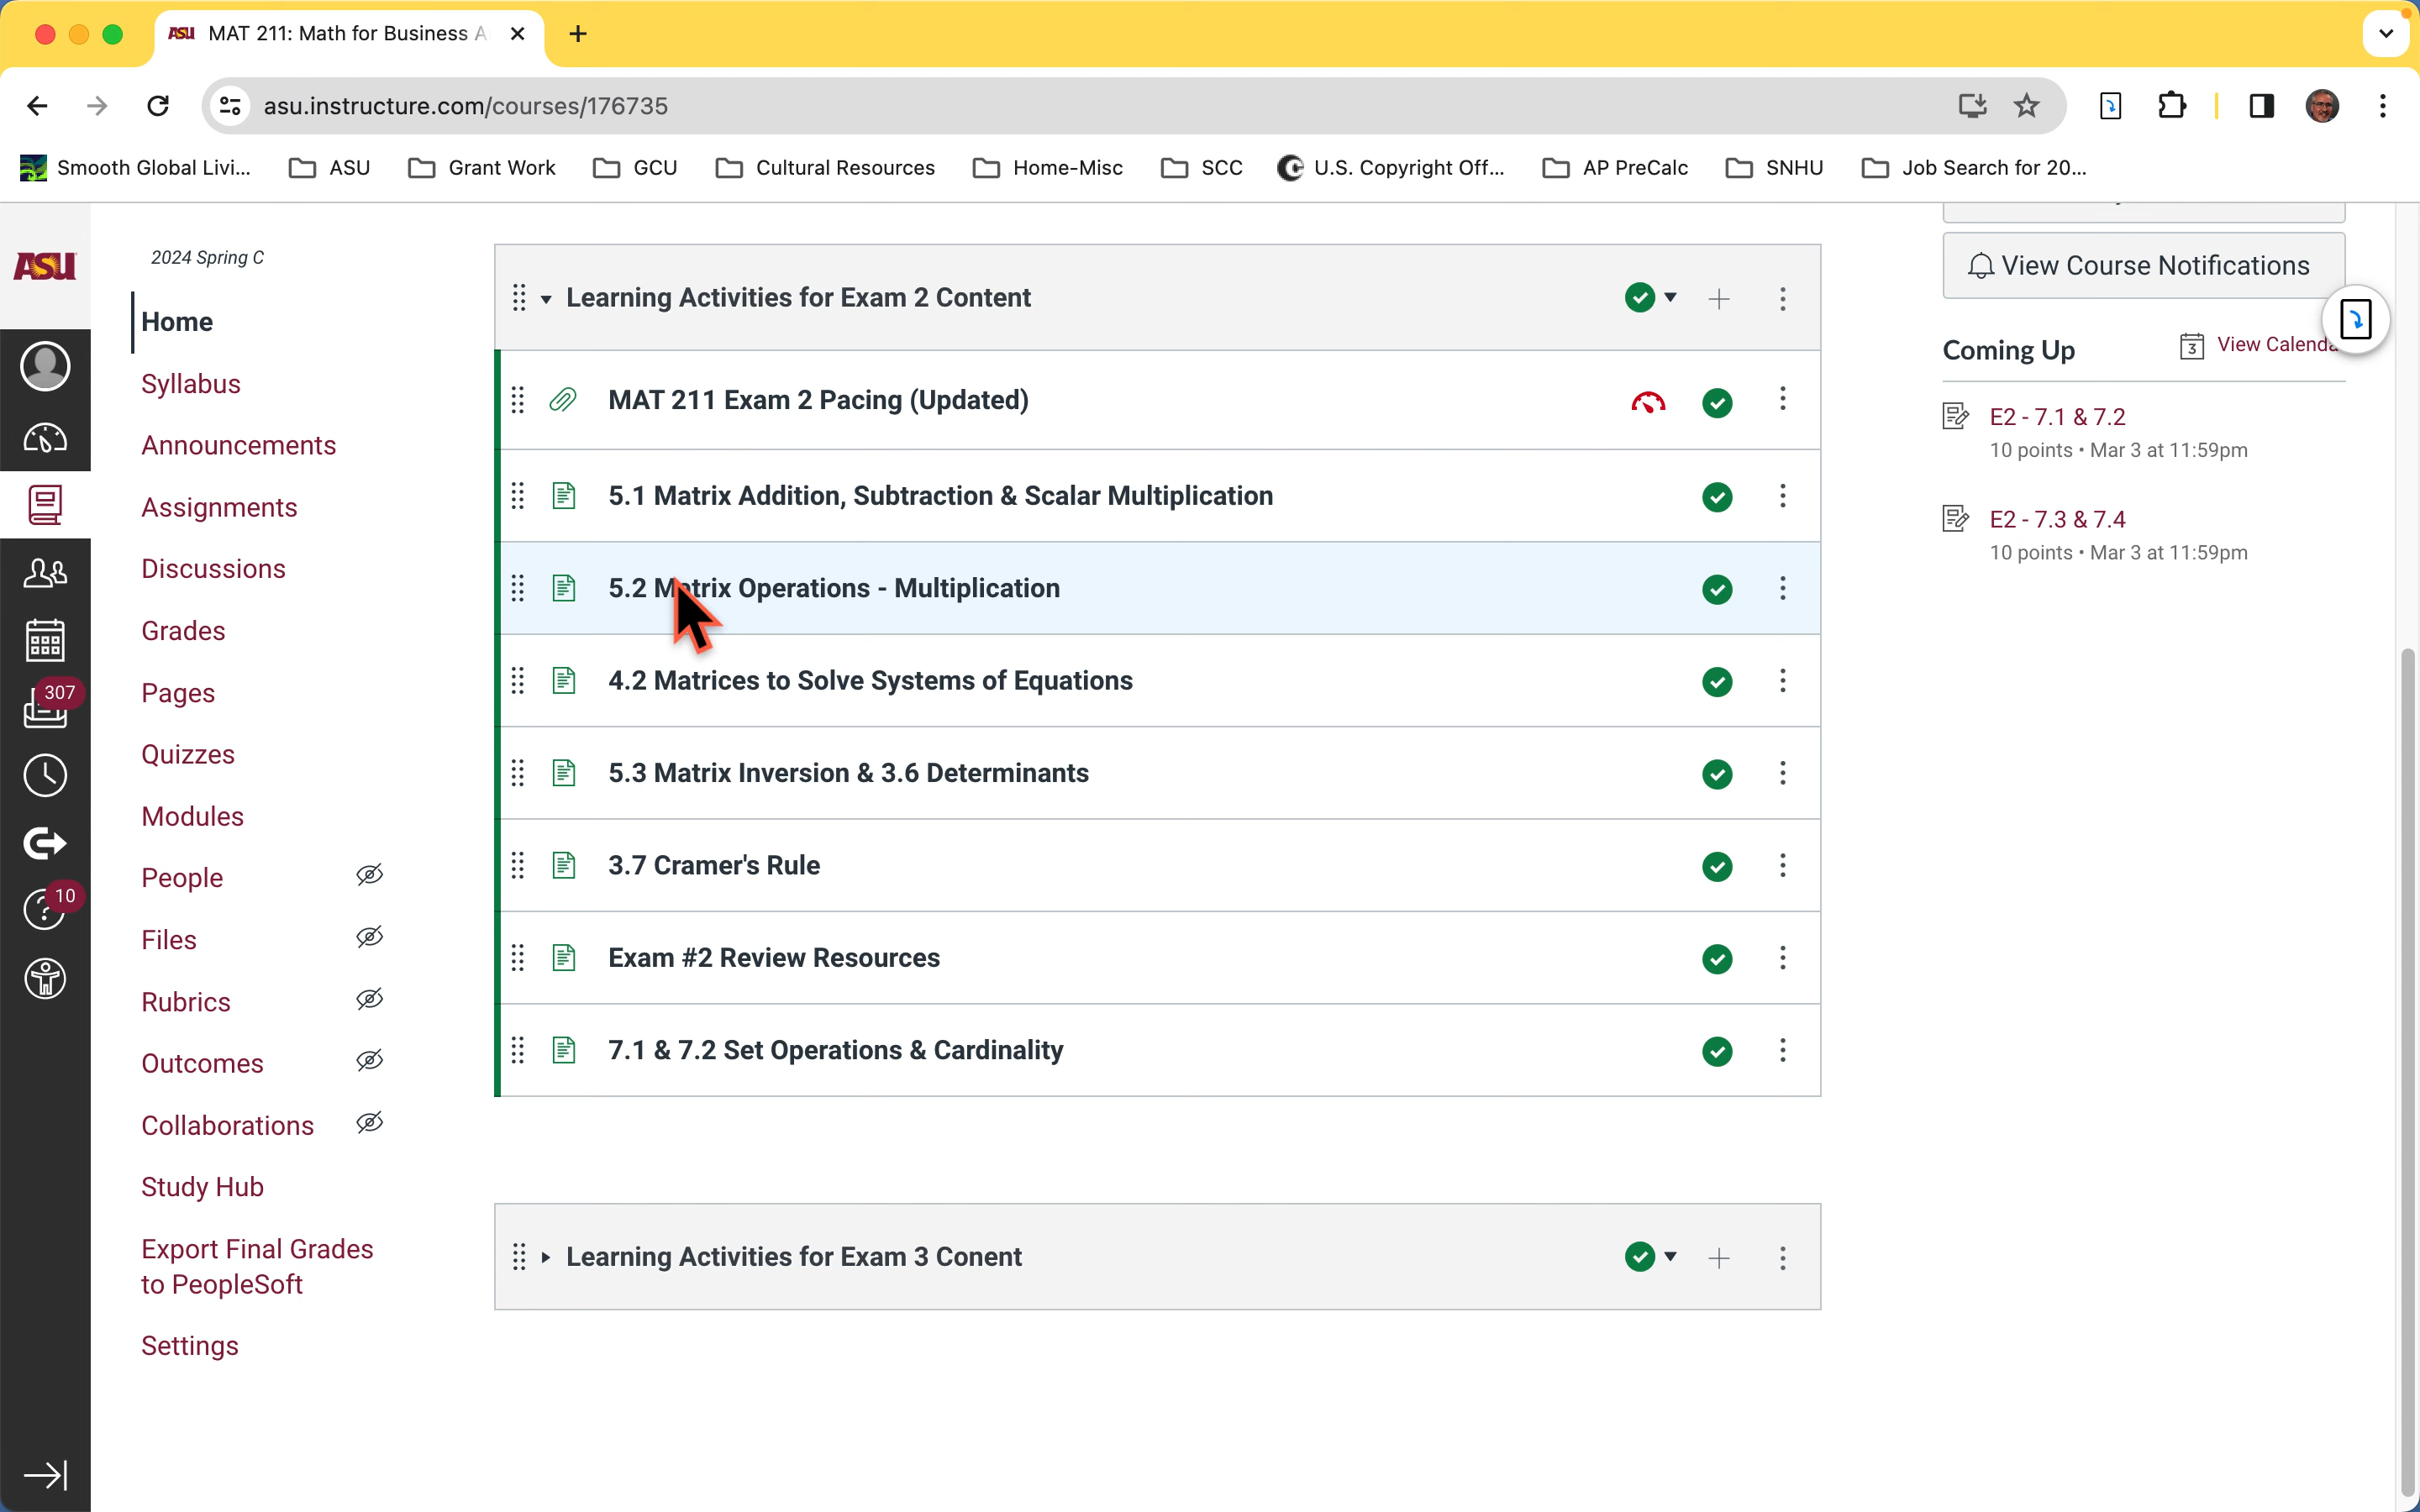 ASU MAT 211: Math for Business A
asu.instructure.com/courses/176735
Smooth Global Livi... ASU Grant Work GCU Cultural Resources Home-Misc SCC U.S. Copyright Off... AP PreCalc SNHU Job Search for 20...
ASU
307
10
2024 Spring C
Home
Syllabus
Announcements
Assignments
Discussions
Grades
Pages
Quizzes
Modules
People
Files
Rubrics
Outcomes
Collaborations
Study Hub
Export Final Grades
to PeopleSoft
Settings
Learning Activities for Exam 2 Content
MAT 211 Exam 2 Pacing (Updated)
5.1 Matrix Addition, Subtraction & Scalar Multiplication
5.2 Matrix Operations - Multiplication
4.2 Matrices to Solve Systems of Equations
5.3 Matrix Inversion & 3.6 Determinants
3.7 Cramer's Rule
Exam #2 Review Resources
7.1 & 7.2 Set Operations & Cardinality
Learning Activities for Exam 3 Conent
View Course Notifications
Coming Up
3 View Calenda
E2 - 7.1 & 7.2
10 points • Mar 3 at 11:59pm
E2 - 7.3 & 7.4
10 points • Mar 3 at 11:59pm